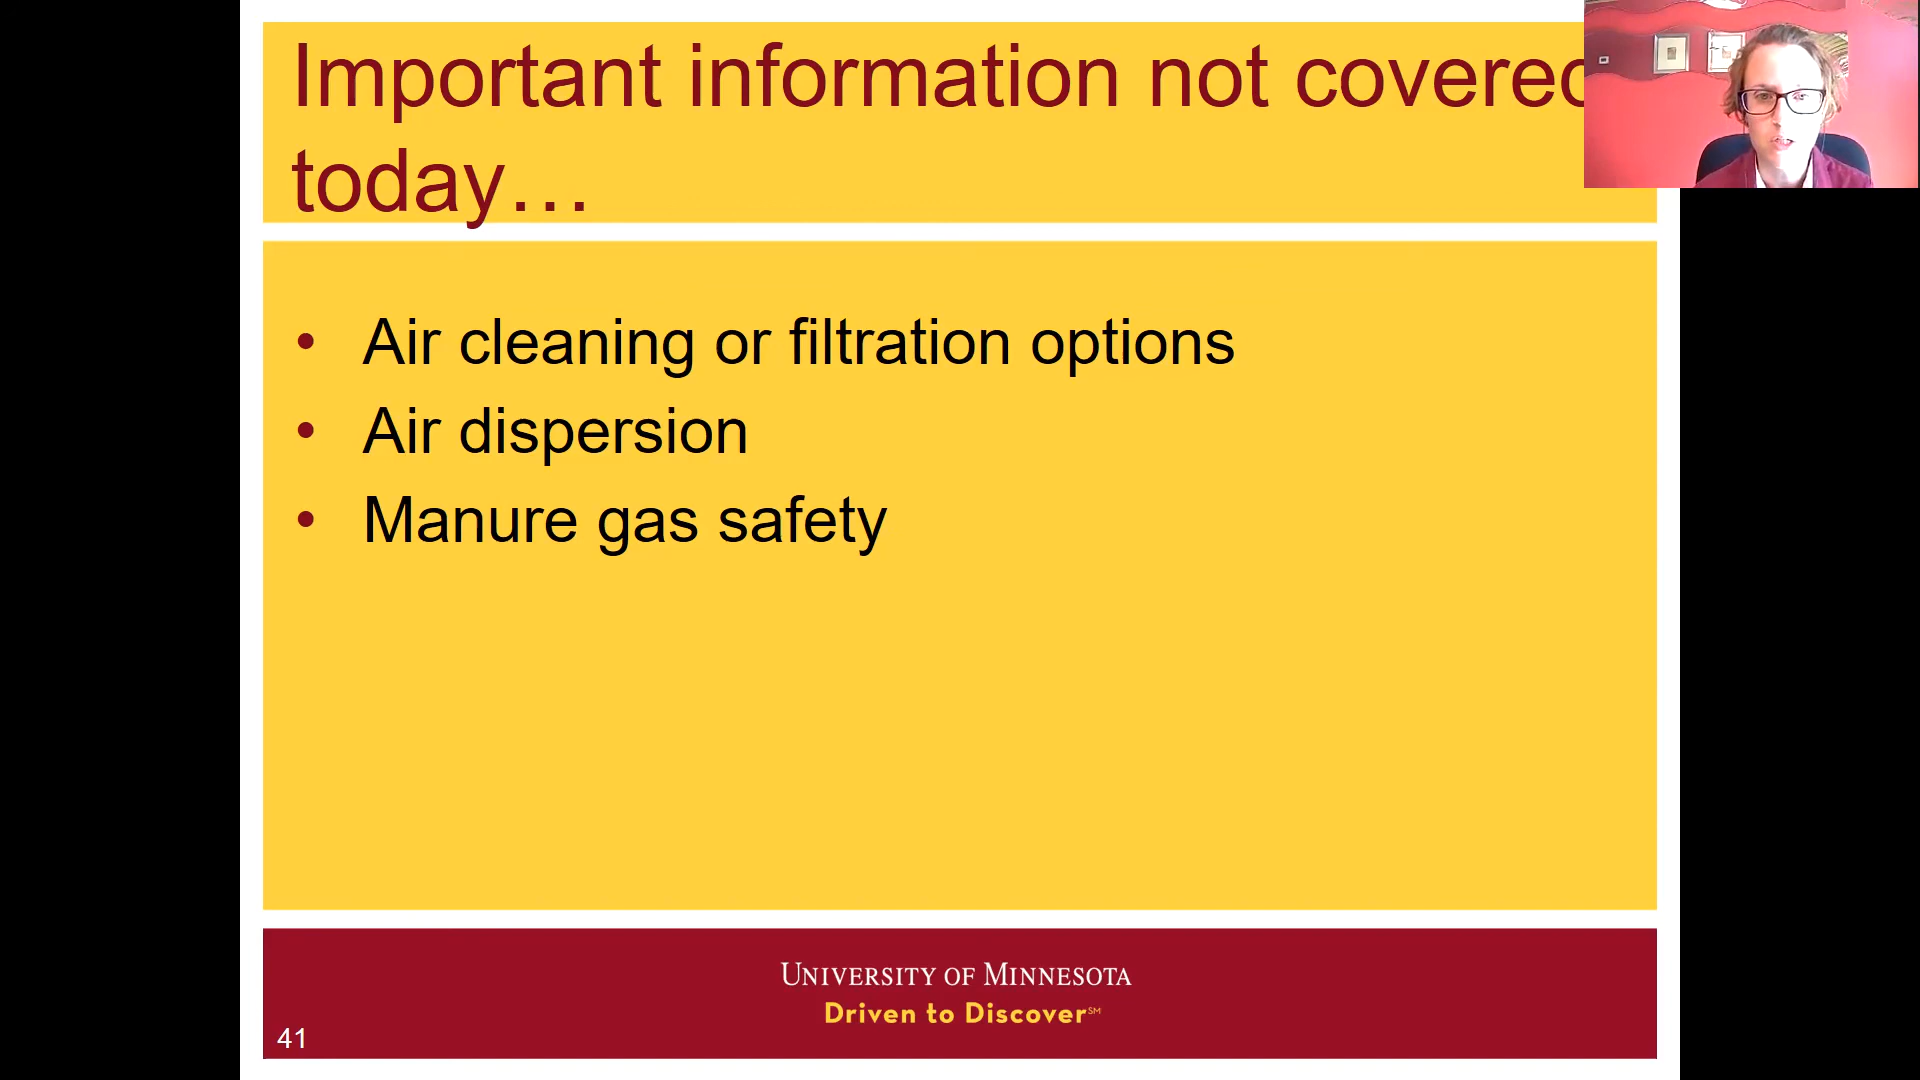 Important information not covered
today…
• Air cleaning or filtration options
• Air dispersion
• Manure gas safety
UNIVERSITY OF MINNESOTA
Driven to Discover℠
41